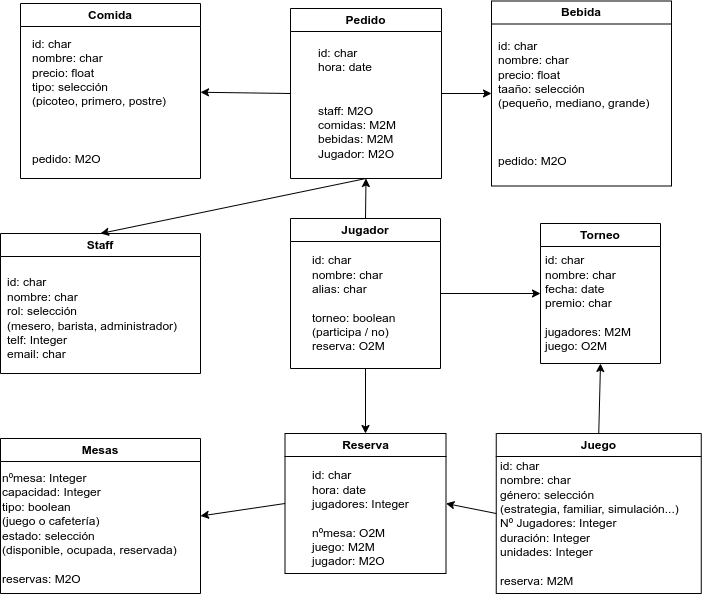 Comida
id: char
nombre: char
precio: float
tipo: selección
(picoteo, primero, postre)
pedido: M2O
Pedido
id: char
hora: date
staff: M2O
comidas: M2M
bebidas: M2M
Jugador: M2O
Bebida
id: char
nombre: char
precio: float
taaño: selección
(pequeño, mediano, grande)
pedido: M2O
Staff
id: char
nombre: char
rol: selección
(mesero, barista, administrador)
telf: Integer
email: char
Jugador
id: char
nombre: char
alias: char
torneo: boolean
(participa / no)
reserva: O2M
Torneo
id: char
nombre: char
fecha: date
premio: char
jugadores: M2M
juego: O2M
Mesas
nºmesa: Integer
capacidad: Integer
tipo: boolean
(juego o cafetería)
estado: selección
(disponible, ocupada, reservada)
reservas: M2O
Reserva
id: char
hora: date
jugadores: Integer
nºmesa: O2M
juego: M2M
jugador: M2O
Juego
id: char
nombre: char
género: selección
(estrategia, familiar, simulación...)
Nº Jugadores: Integer
duración: Integer
unidades: Integer
reserva: M2M